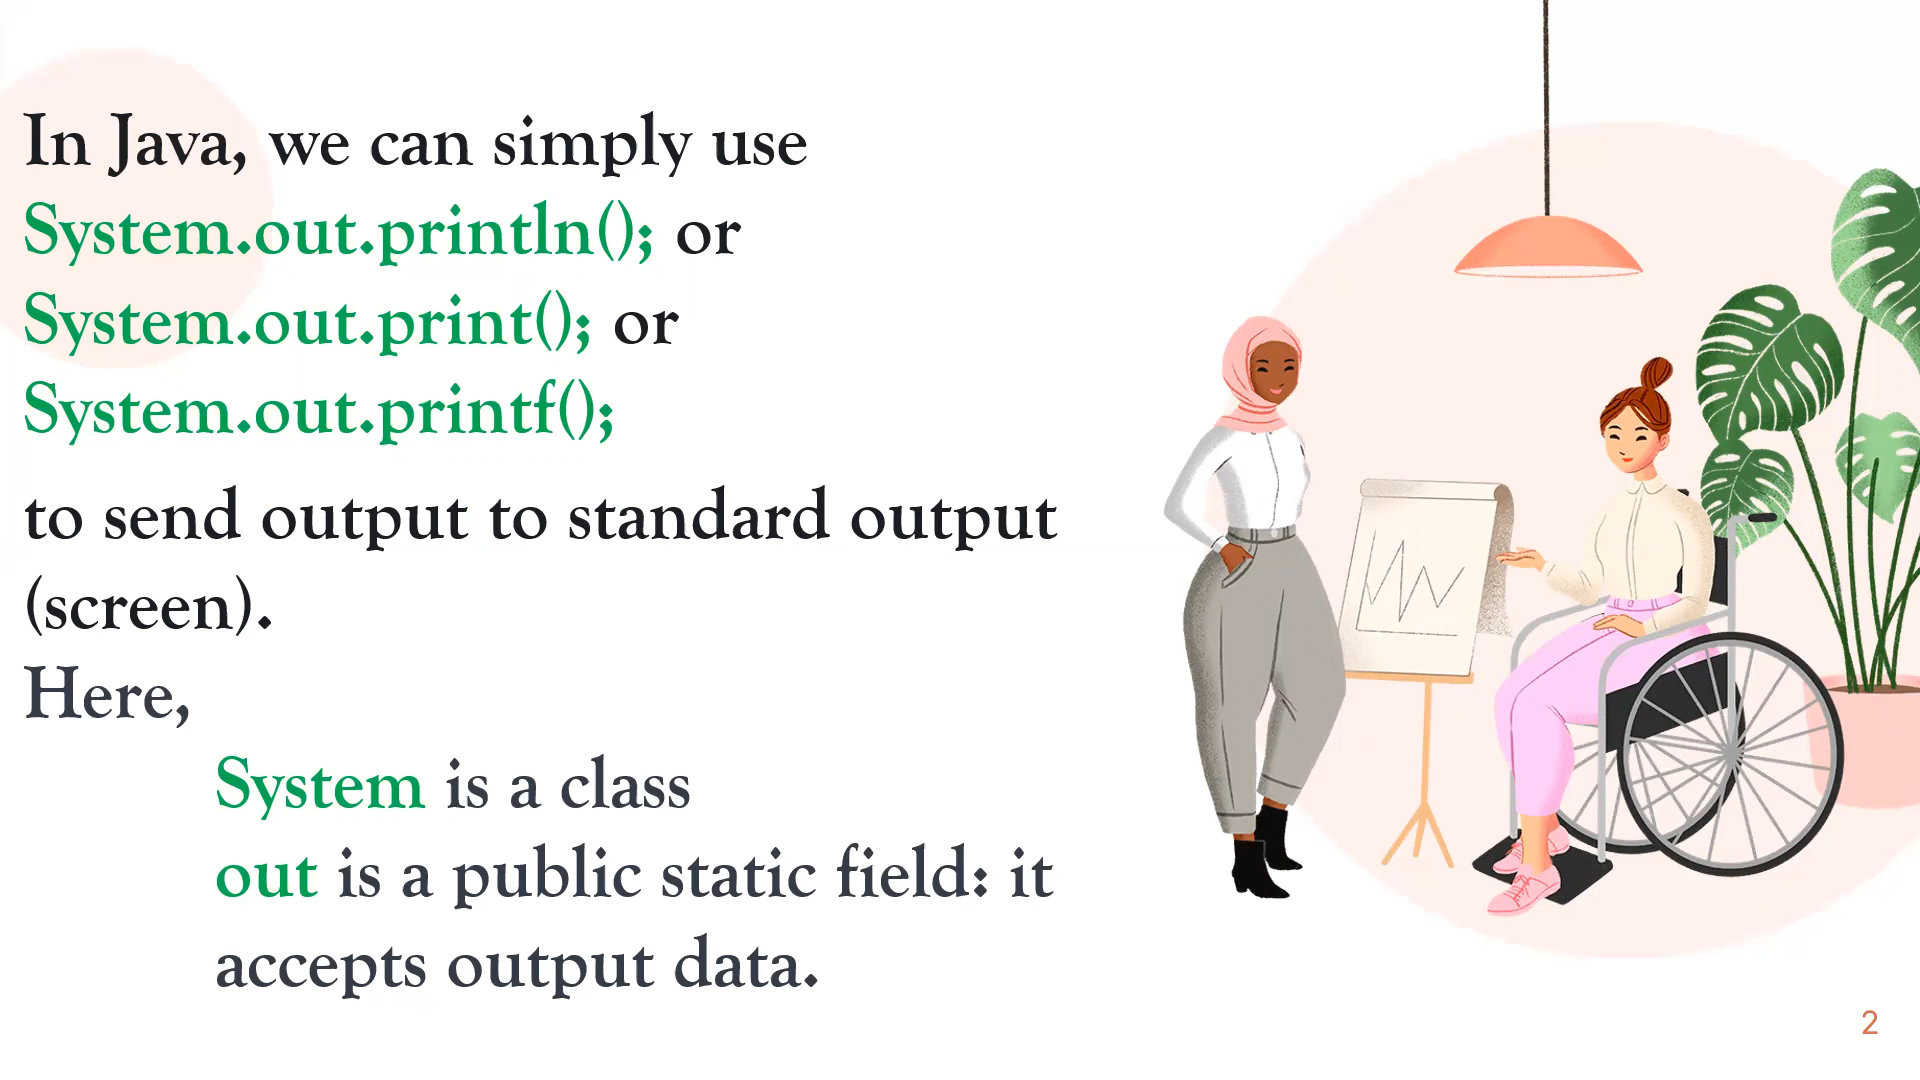 In Java, we can simply use
System.out.println(); or
System.out.print(); or
System.out.printf();
to send output to standard output
(screen).
Here,
System is a class
out is a public static field: it
accepts output data.
2